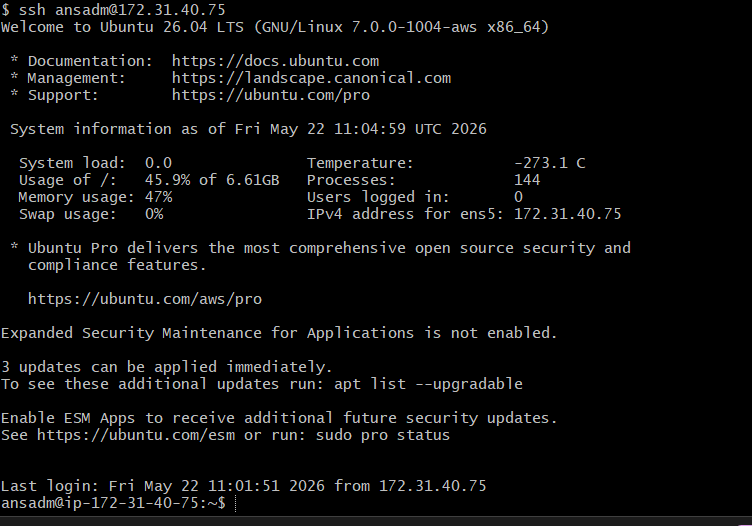 $ ssh ansadm@172.31.40.75
Welcome to Ubuntu 26.04 LTS (GNU/Linux 7.0.0-1004-aws x86_64)
* Documentation: https://docs.ubuntu.com
* Management: https://landscape.canonical.com
* Support: https://ubuntu.com/pro
System information as of Fri May 22 11:04:59 UTC 2026
System load: 0.0 Temperature: -273.1 C
Usage of /: 45.9% of 6.61GB Processes: 144
Memory usage: 47% Users logged in: 0
Swap usage: 0% IPv4 address for ens5: 172.31.40.75
* Ubuntu Pro delivers the most comprehensive open source security and
compliance features.
https://ubuntu.com/aws/pro
Expanded Security Maintenance for Applications is not enabled.
3 updates can be applied immediately.
To see these additional updates run: apt list --upgradable
Enable ESM Apps to receive additional future security updates.
See https://ubuntu.com/esm or run: sudo pro status
Last login: Fri May 22 11:01:51 2026 from 172.31.40.75
ansadm@ip-172-31-40-75:~$